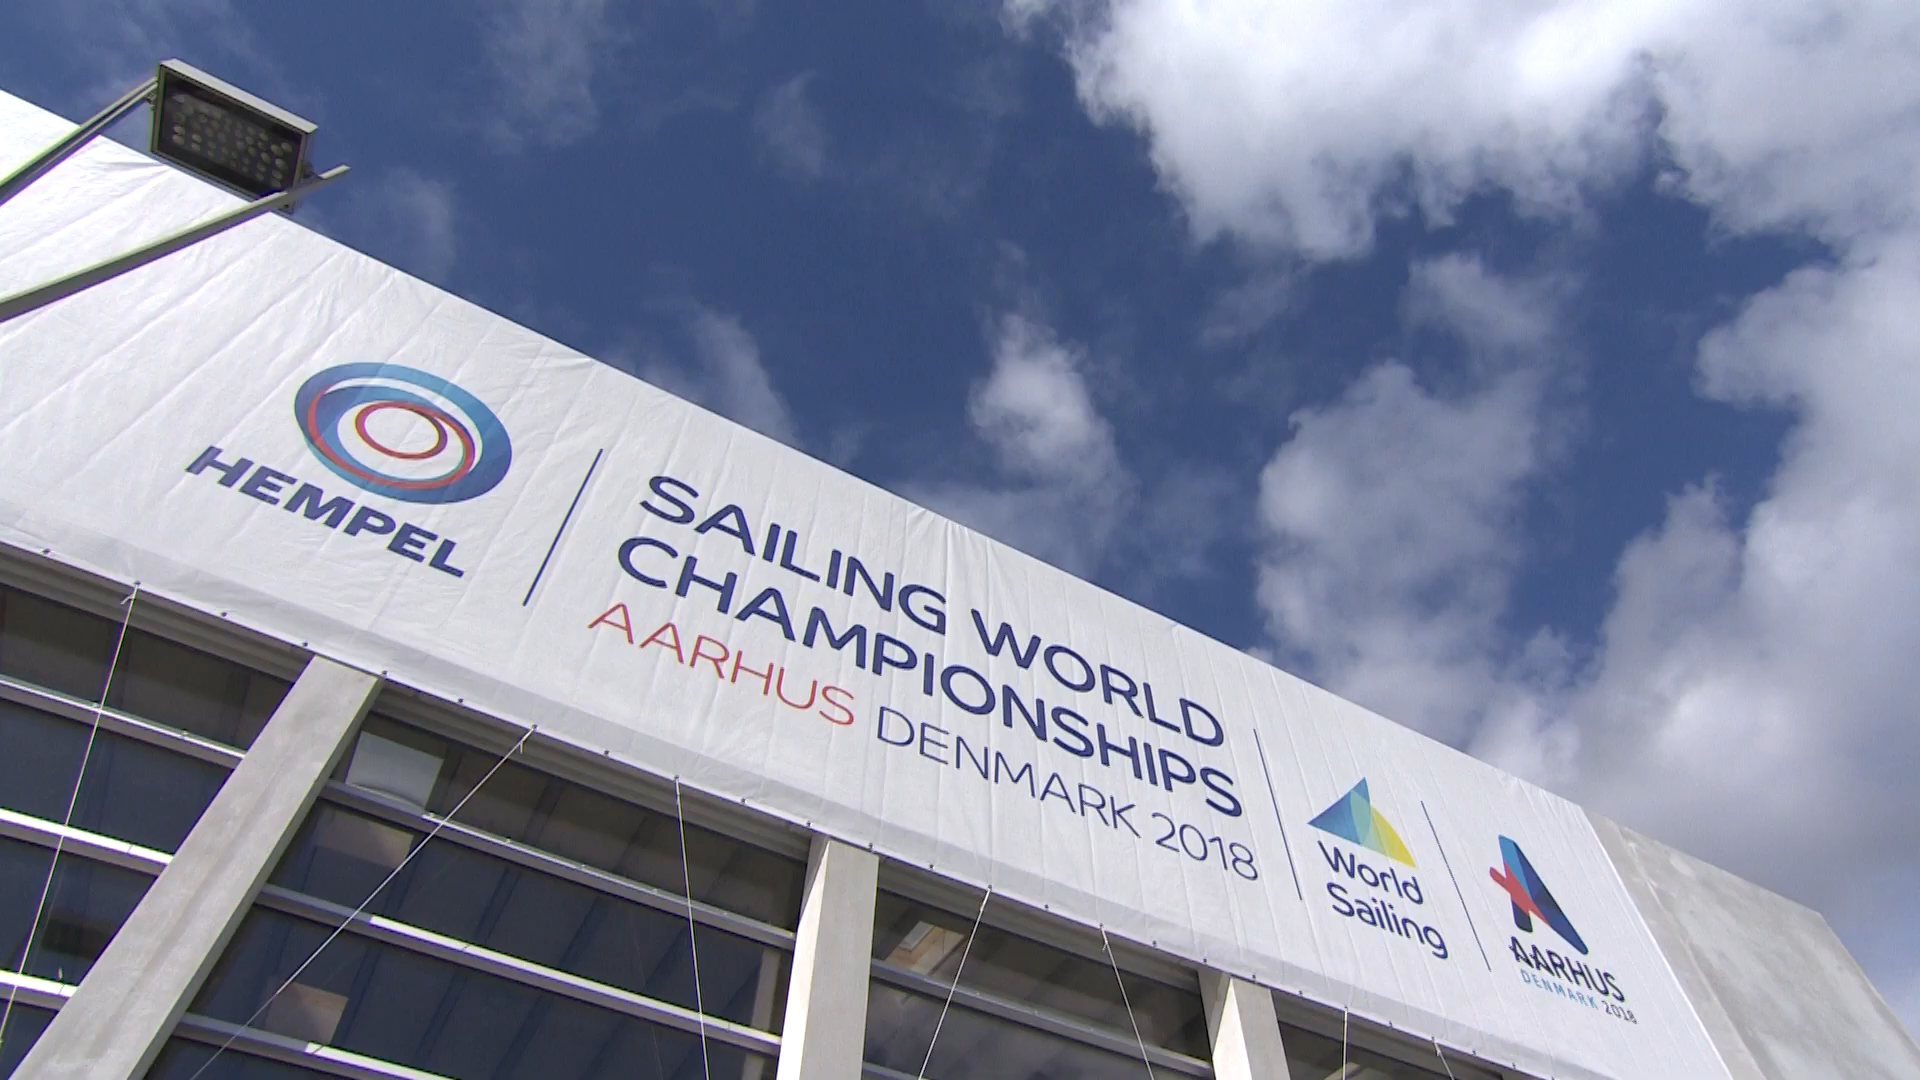 HEMPEL
SAILING WORLD
CHAMPIONSHIPS
AARHUS DENMARK 2018
World
Sailing
AARHUS
DENMARK 2018